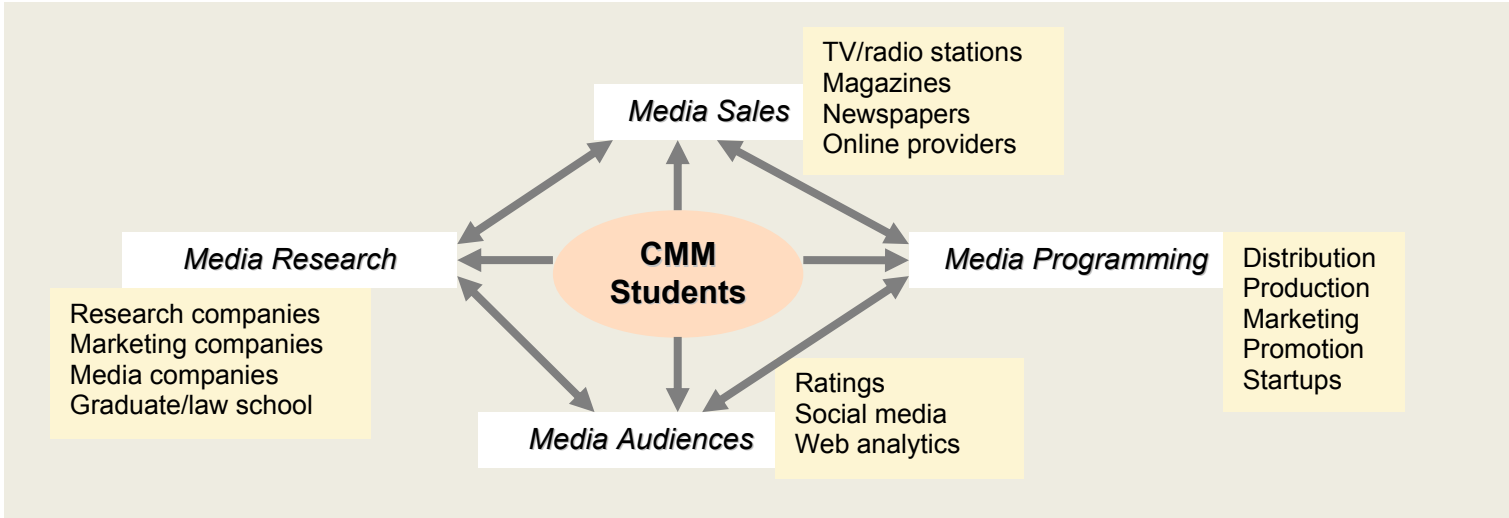 TV/radio stations
Magazines
Newspapers
Online providers
Media Sales
CMM
Students
Media Research
Research companies
Marketing companies
Media companies
Graduate/law school
Media Programming
Distribution
Production
Marketing
Promotion
Startups
Media Audiences
Ratings
Social media
Web analytics